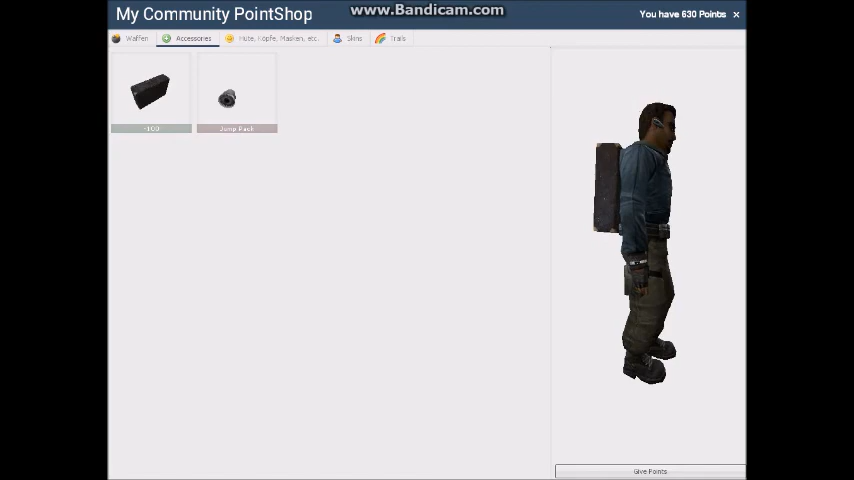 www.Bandicam.com
My Community PointShop
You have 630 Points
Waffen
Accessories
Hüte, Köpfe, Masken, etc.
Skins
Trails
-100
Jump Pack
Give Points